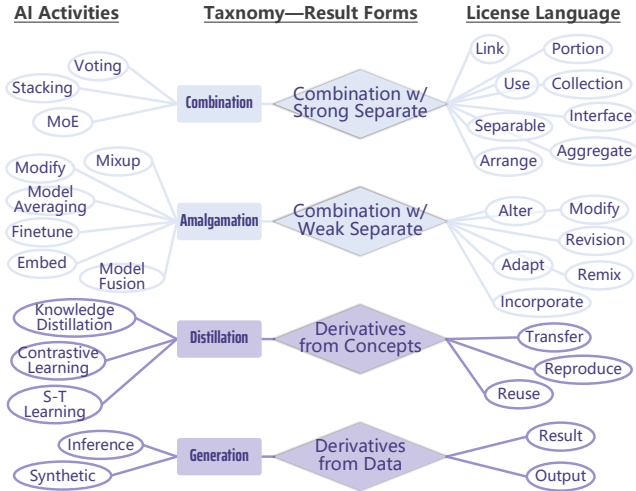 AI Activities
Taxnomy—Result Forms
License Language
Voting
Stacking
MoE
Combination
Combination w/
Strong Separate
Link
Portion
Use
Collection
Interface
Separable
Aggregate
Arrange
Mixup
Modify
Model
Averaging
Finetune
Embed
Model
Fusion
Amalgamation
Combination w/
Weak Separate
Alter
Modify
Revision
Adapt
Remix
Incorporate
Knowledge
Distillation
Contrastive
Learning
S-T
Learning
Distillation
Derivatives
from Concepts
Transfer
Reproduce
Reuse
Inference
Synthetic
Generation
Derivatives
from Data
Result
Output